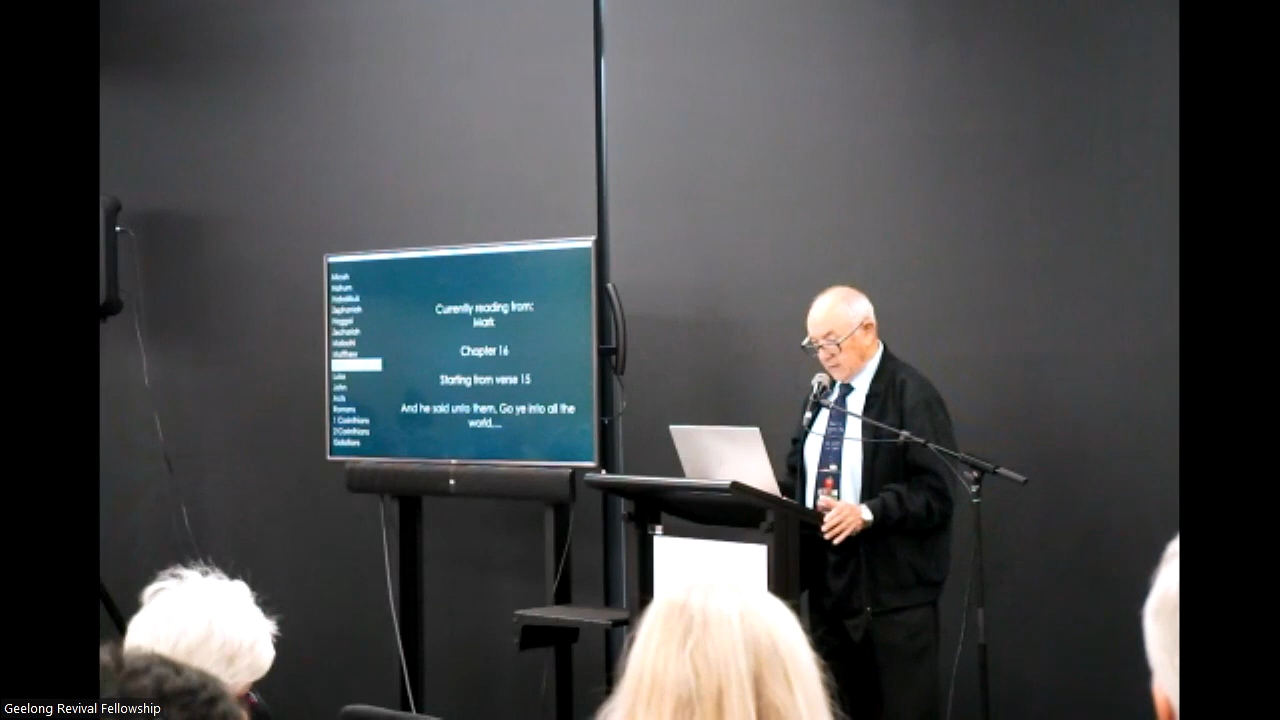 Micah
Nahum
Habakkuk
Zephaniah
Haggai
Zechariah
Malachi
Matthew
Luke
John
Acts
Romans
1 Corinthians
2 Corinthians
Galatians
Currently reading from:
Mark
Chapter 16
Starting from verse 15
And he said unto them, Go ye into all the
world,...
Geelong Revival Fellowship